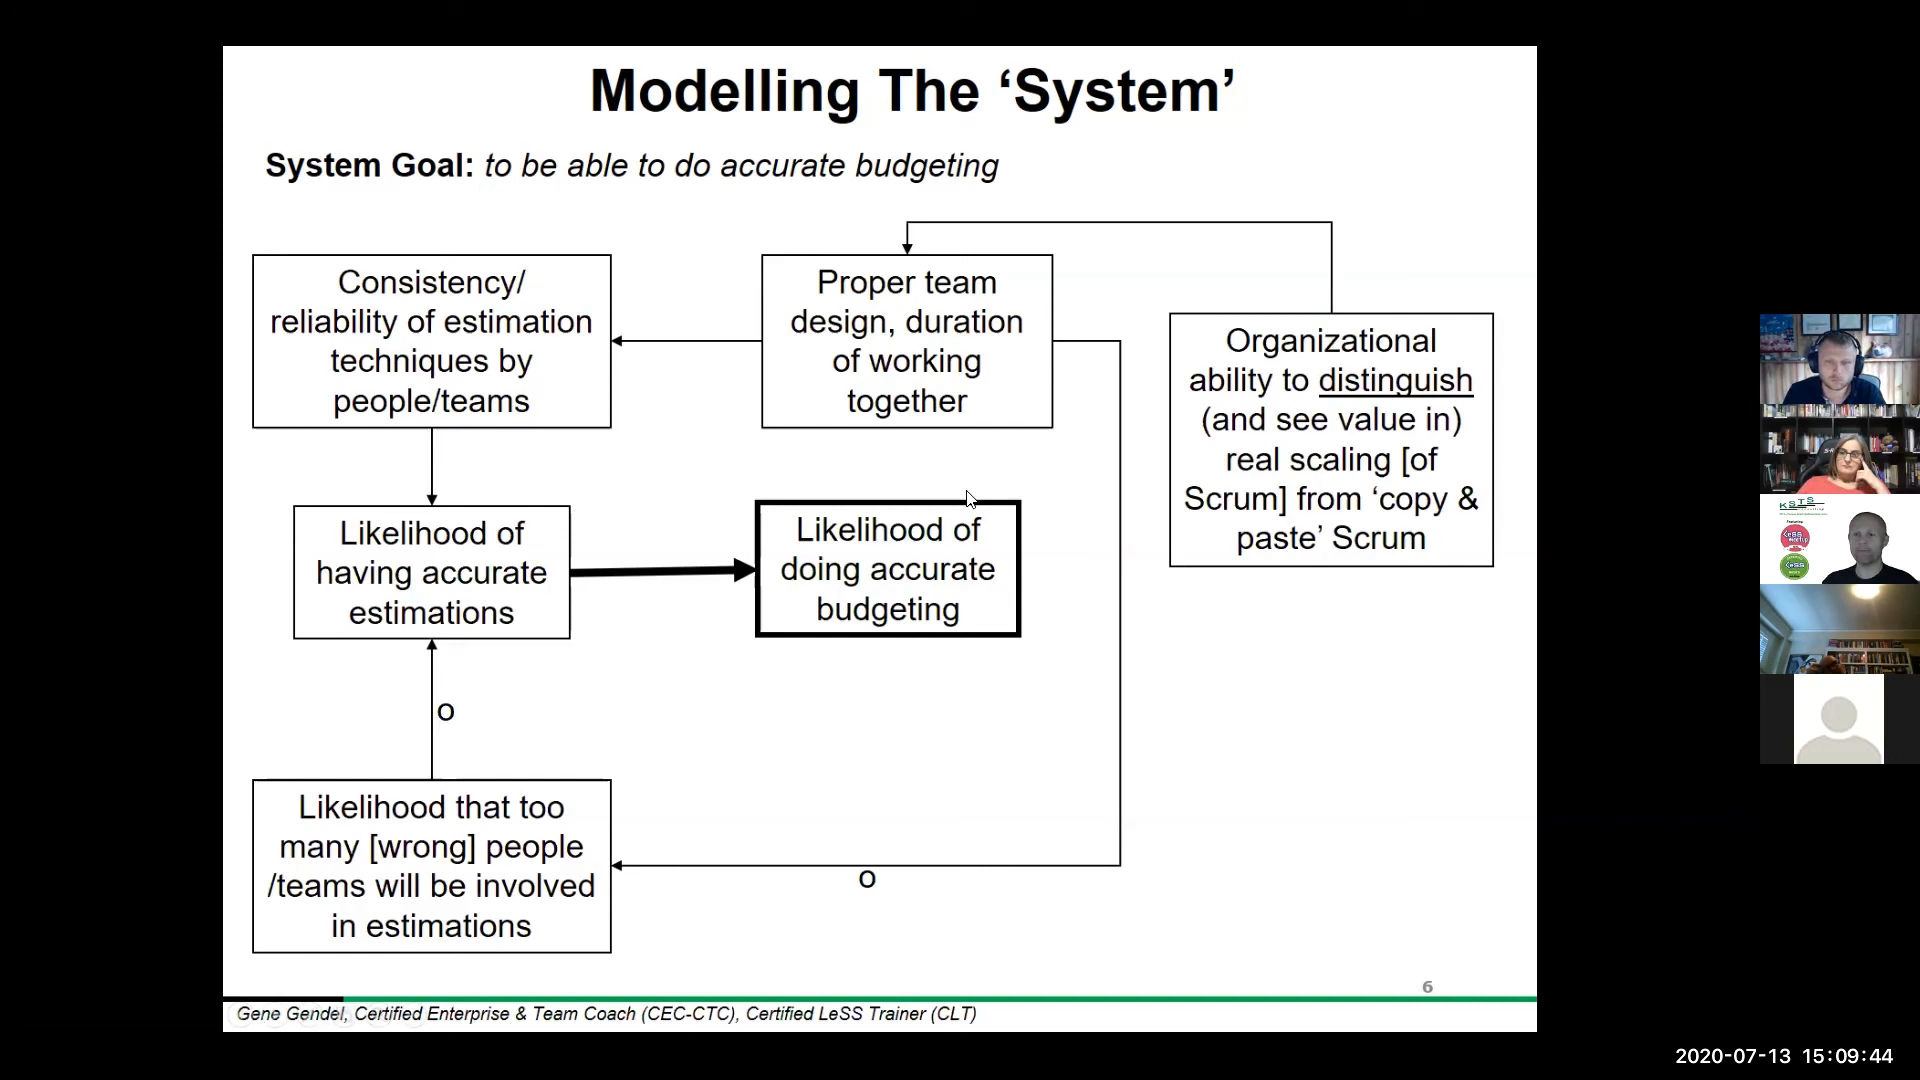 Modelling The ‘System’
System Goal: to be able to do accurate budgeting
Consistency/
reliability of estimation
techniques by
people/teams
Proper team
design, duration
of working
together
Organizational
ability to distinguish
(and see value in)
real scaling [of
Scrum] from ‘copy &
paste’ Scrum
Likelihood of
having accurate
estimations
Likelihood of
doing accurate
budgeting
o
Likelihood that too
many [wrong] people
/teams will be involved
in estimations
o
6
Gene Gendel, Certified Enterprise & Team Coach (CEC-CTC), Certified LeSS Trainer (CLT)
KSTS
LeSS
LeSS
2020-07-13 15:09:44